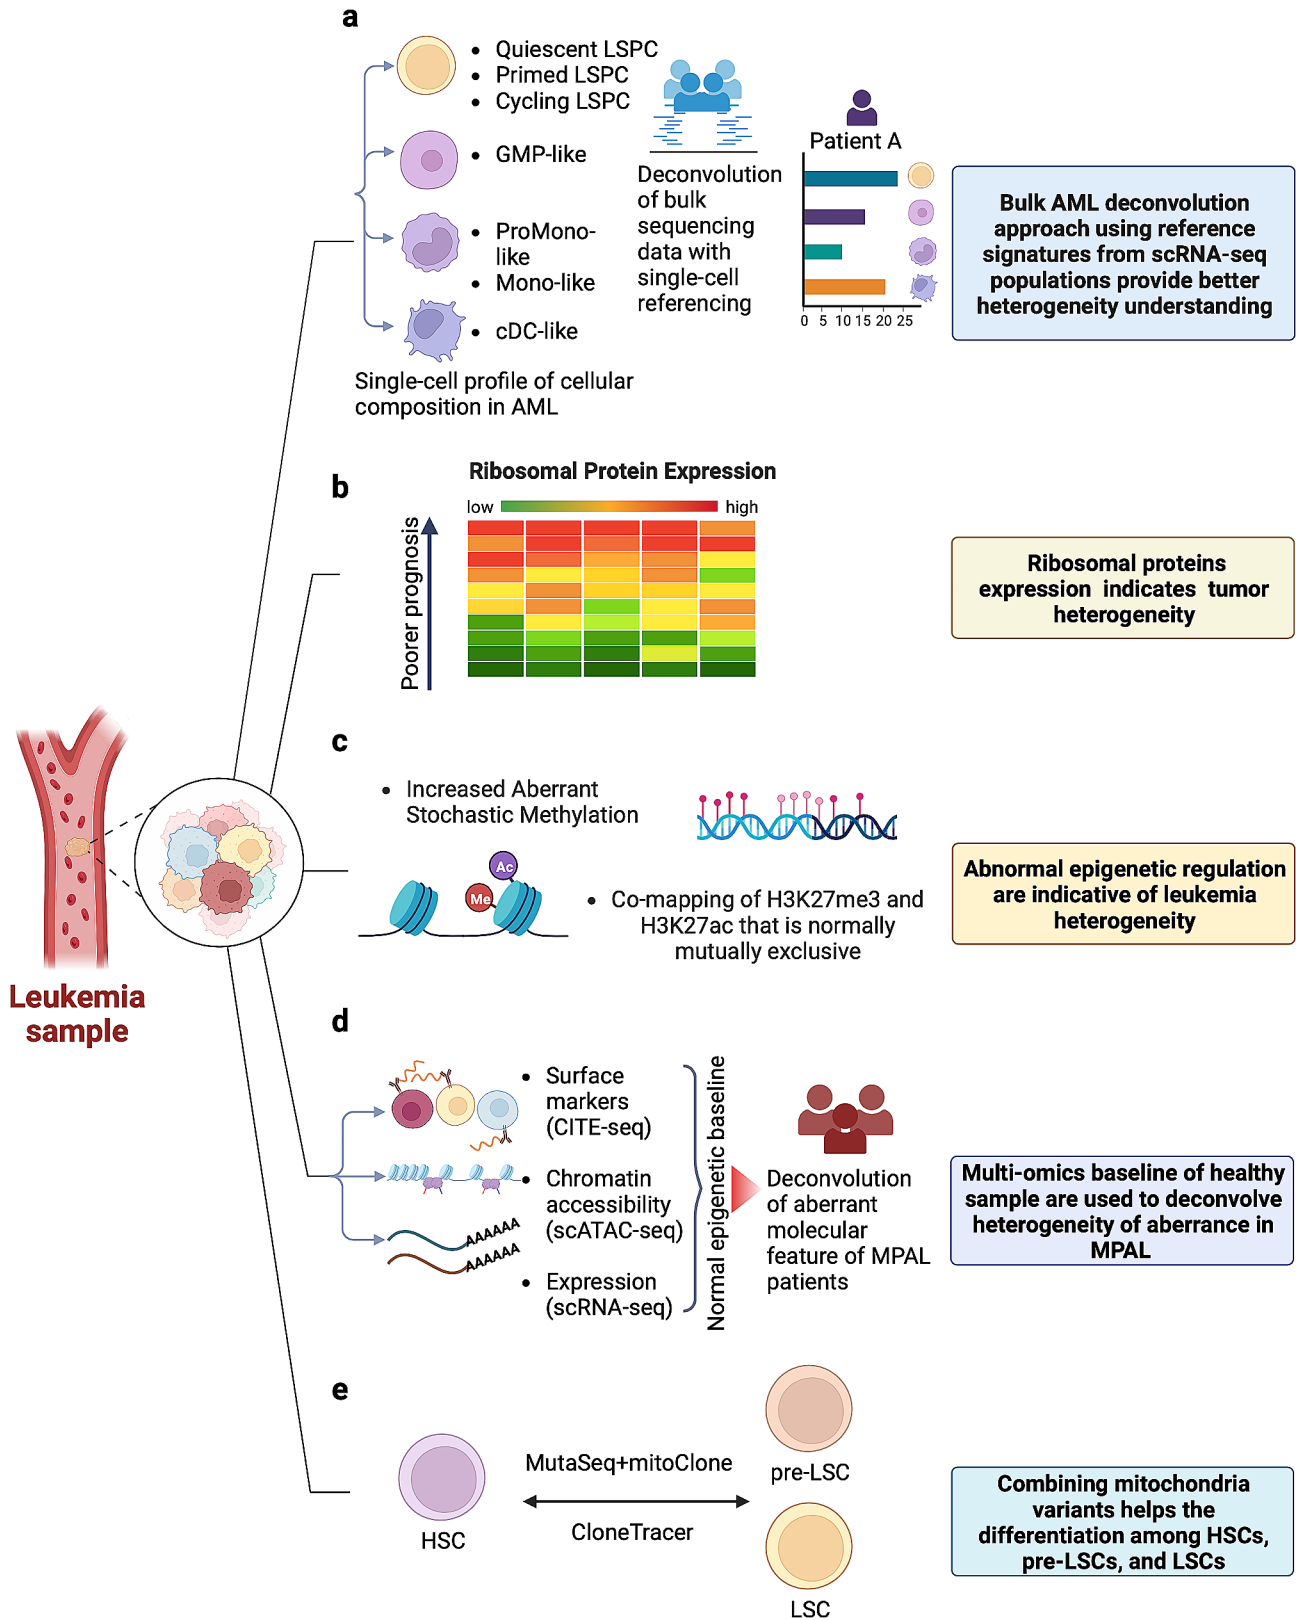 a
• Quiescent LSPC
• Primed LSPC
• Cycling LSPC
• GMP-like
• ProMono-
like
• Mono-like
• cDC-like
Single-cell profile of cellular
composition in AML
Deconvolution
of bulk
sequencing
data with
single-cell
referencing
Patient A
0 5 10 15 20 25
Bulk AML deconvolution
approach using reference
signatures from scRNA-seq
populations provide better
heterogeneity understanding
b
Ribosomal Protein Expression
low high
Poorer prognosis
Ribosomal proteins
expression indicates tumor
heterogeneity
Leukemia
sample
c
• Increased Aberrant
Stochastic Methylation
Ac
Me
• Co-mapping of H3K27me3 and
H3K27ac that is normally
mutually exclusive
Abnormal epigenetic regulation
are indicative of leukemia
heterogeneity
d
• Surface
markers
(CITE-seq)
• Chromatin
accessibility
(scATAC-seq)
AAAAAA
AAAAAA
• Expression
(scRNA-seq)
Normal epigenetic baseline
Deconvolution
of aberrant
molecular
feature of MPAL
patients
Multi-omics baseline of healthy
sample are used to deconvolve
heterogeneity of aberrance in
MPAL
e
HSC
MutaSeq+mitoClone
CloneTracer
pre-LSC
LSC
Combining mitochondria
variants helps the
differentiation among HSCs,
pre-LSCs, and LSCs